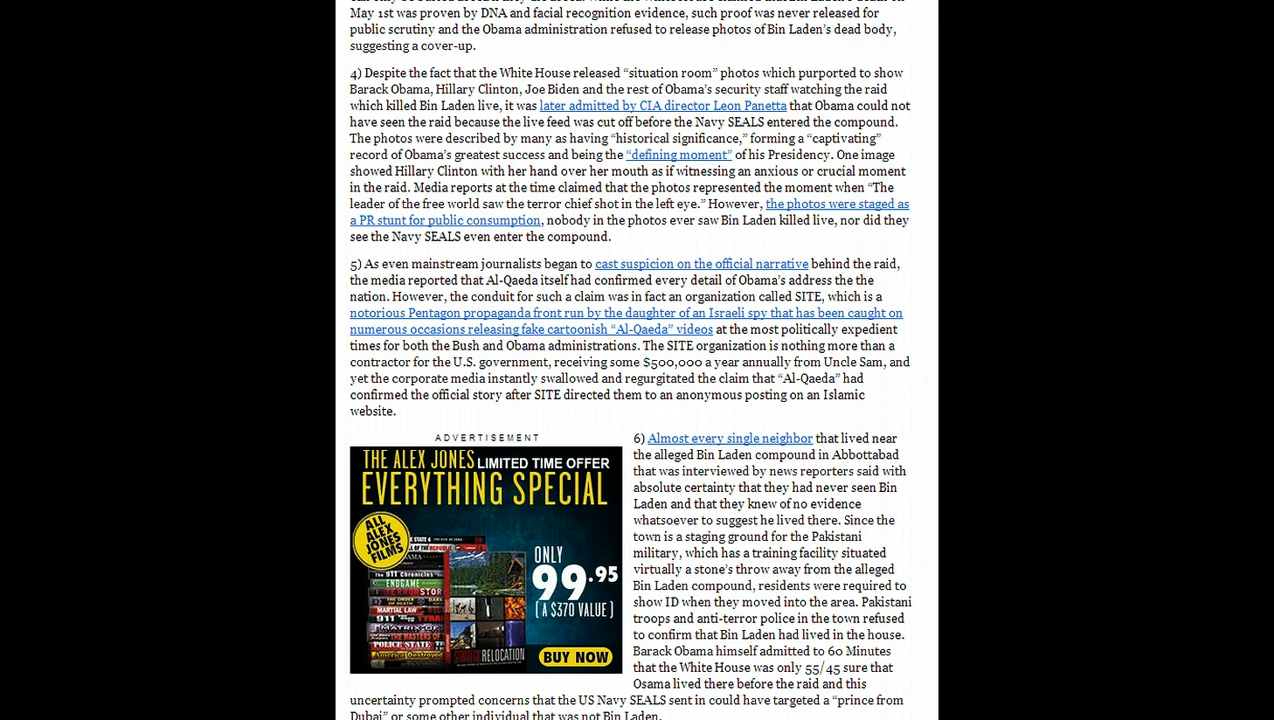 May 1st was proven by DNA and facial recognition evidence, such proof was never released for
public scrutiny and the Obama administration refused to release photos of Bin Laden's dead body,
suggesting a cover-up.
4) Despite the fact that the White House released “situation room” photos which purported to show
Barack Obama, Hillary Clinton, Joe Biden and the rest of Obama's security staff watching the raid
which killed Bin Laden live, it was later admitted by CIA director Leon Panetta that Obama could not
have seen the raid because the live feed was cut off before the Navy SEALS entered the compound.
The photos were described by many as having “historical significance,” forming a “captivating”
record of Obama's greatest success and being the “defining moment” of his Presidency. One image
showed Hillary Clinton with her hand over her mouth as if witnessing an anxious or crucial moment
in the raid. Media reports at the time claimed that the photos represented the moment when “The
leader of the free world saw the terror chief shot in the left eye.” However, the photos were staged as
a PR stunt for public consumption, nobody in the photos ever saw Bin Laden killed live, nor did they
see the Navy SEALS even enter the compound.
5) As even mainstream journalists began to cast suspicion on the official narrative behind the raid,
the media reported that Al-Qaeda itself had confirmed every detail of Obama's address the the
nation. However, the conduit for such a claim was in fact an organization called SITE, which is a
notorious Pentagon propaganda front run by the daughter of an Israeli spy that has been caught on
numerous occasions releasing fake cartoonish “Al-Qaeda” videos at the most politically expedient
times for both the Bush and Obama administrations. The SITE organization is nothing more than a
contractor for the U.S. government, receiving some $500,000 a year annually from Uncle Sam, and
yet the corporate media instantly swallowed and regurgitated the claim that “Al-Qaeda” had
confirmed the official story after SITE directed them to an anonymous posting on an Islamic
website.
ADVERTISEMENT
THE ALEX JONES LIMITED TIME OFFER
EVERYTHING SPECIAL
ALL
ALEX
JONES
FILMS
The 911 Chronicles
ENDGAME
MARTIAL LAW
POLICE STATE
America Destroyed
RELOCATION
ONLY
99.95
( A $370 VALUE )
BUY NOW
6) Almost every single neighbor that lived near
the alleged Bin Laden compound in Abbottabad
that was interviewed by news reporters said with
absolute certainty that they had never seen Bin
Laden and that they knew of no evidence
whatsoever to suggest he lived there. Since the
town is a staging ground for the Pakistani
military, which has a training facility situated
virtually a stone's throw away from the alleged
Bin Laden compound, residents were required to
show ID when they moved into the area. Pakistani
troops and anti-terror police in the town refused
to confirm that Bin Laden had lived in the house.
Barack Obama himself admitted to 60 Minutes
that the White House was only 55/45 sure that
Osama lived there before the raid and this
uncertainty prompted concerns that the US Navy SEALS sent in could have targeted a “prince from
Dubai” or some other individual that was not Bin Laden.